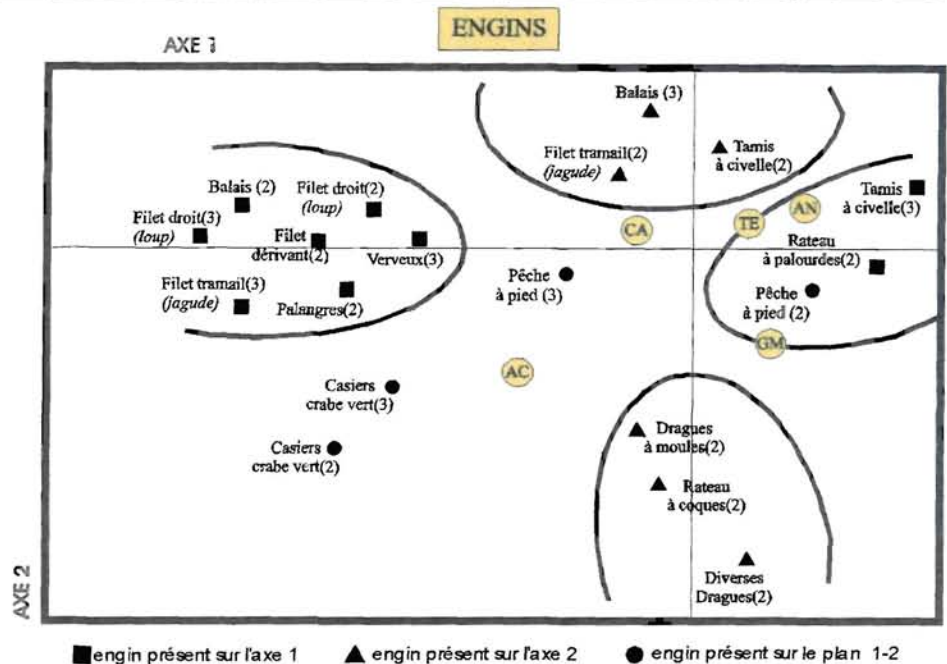 ENGINS
AXE 1
Balais (3)
Filet tramail(2)
(jagude)
Tamis
à civelle(2)
Balais (2)
Filet droit(2)
(loup)
Filet droit(3)
(loup)
Filet
dérivant(2)
Verveux(3)
Filet tramail(3)
(jagude)
Palangres(2)
CA
TE
AN
Tamis
à civelle(3)
Rateau
à palourdes(2)
Pêche
à pied (3)
Pêche
à pied (2)
GM
AC
Casiers
crabe vert(3)
Casiers
crabe vert(2)
Dragues
à moules(2)
Rateau
à coques(2)
Diverses
Dragues(2)
AXE 2
engin présent sur l'axe 1
engin présent sur l'axe 2
engin présent sur le plan 1-2